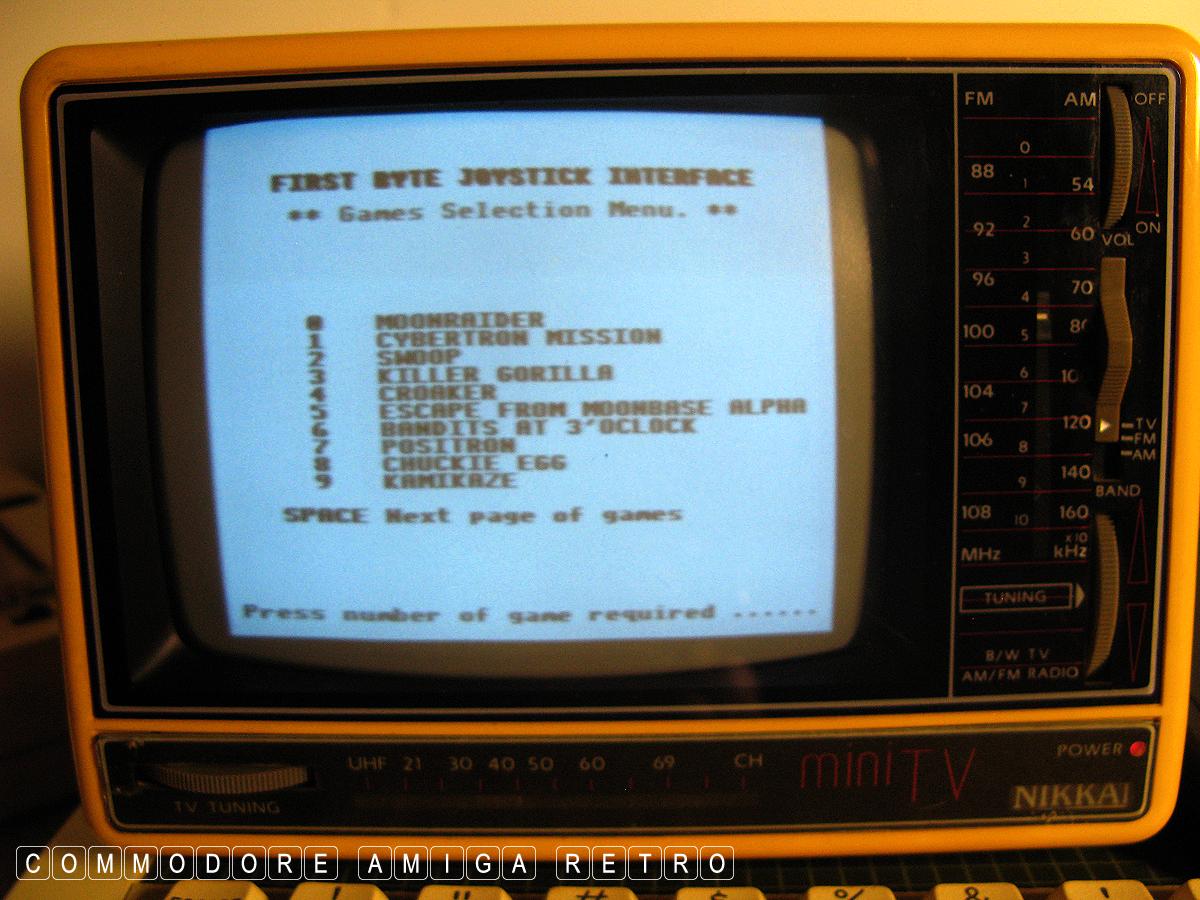 FIRST BYTE JOYSTICK INTERFACE
** Games Selection Menu. **
0 MOONRAIDER
1 CYBERTRON MISSION
2 SWOOP
3 KILLER GORILLA
4 CROAKER
5 ESCAPE FROM MOONBASE ALPHA
6 BANDITS AT 3'OCLOCK
7 POSITRON
8 CHUCKIE EGG
9 KAMIKAZE
SPACE Next page of games
Press number of game required ......
FM AM OFF
0
88 1 54
92 2 60 VOL ON
3
96 70
4
100 5 80
6 10
104
7
120 TV
106 8 FM
AM
140
9 BAND
108 10 160
x10
MHz kHz
TUNING
B/W TV
AM/FM RADIO
UHF 21 30 40 50 60 69 CH
TV TUNING
mini TV
POWER
NIKKAI
COMMODORE AMIGA RETRO
! " # $ % & '